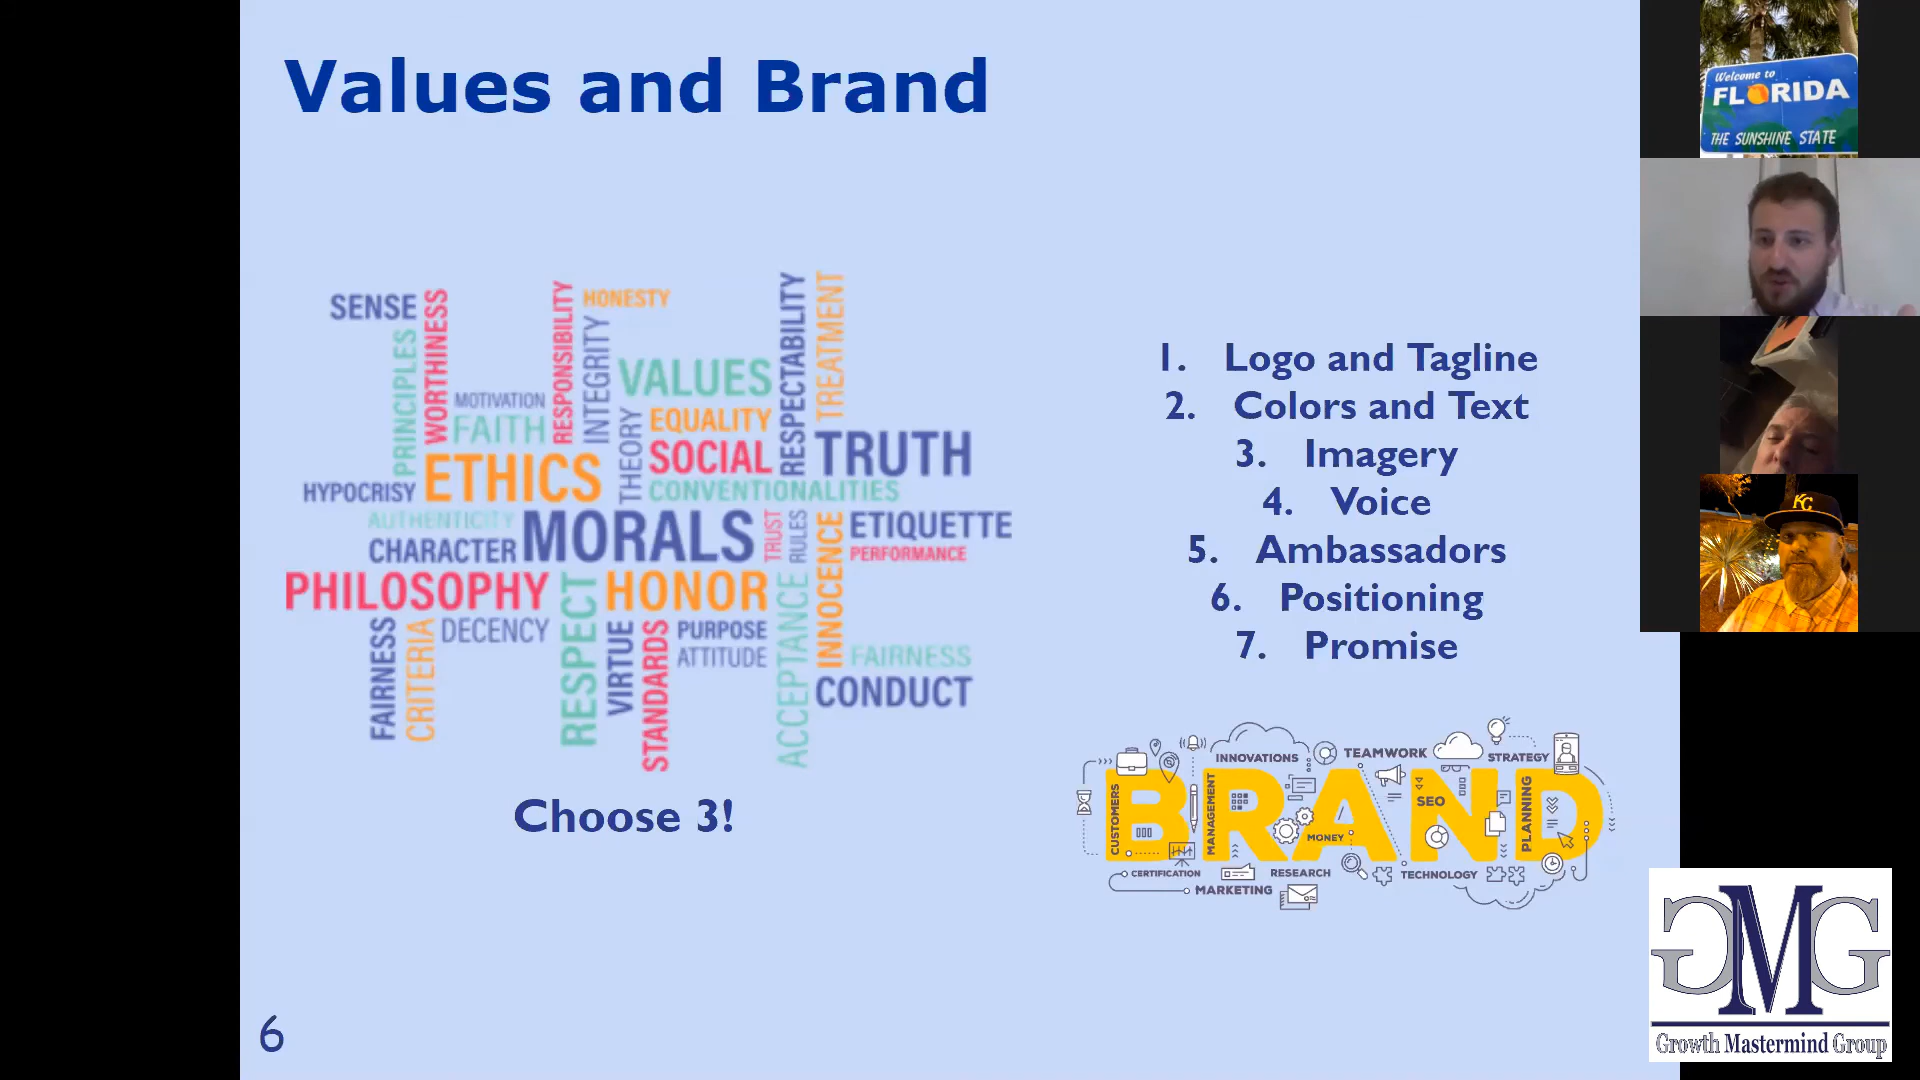 Values and Brand
SENSE
PRINCIPLES
WORTHINESS
MOTIVATION
FAITH
RESPONSIBILITY
HONESTY
INTEGRITY
VALUES
THEORY
EQUALITY
SOCIAL
RESPECTABILITY
TREATMENT
TRUTH
HYPOCRISY
ETHICS
CONVENTIONALITIES
AUTHENTICITY
CHARACTER
MORALS
TRUST
RULES
INNOCENCE
ETIQUETTE
PERFORMANCE
PHILOSOPHY
RESPECT
HONOR
ACCEPTANCE
FAIRNESS
CRITERIA
DECENCY
VIRTUE
STANDARDS
PURPOSE
ATTITUDE
FAIRNESS
CONDUCT
Choose 3!
1. Logo and Tagline
2. Colors and Text
3. Imagery
4. Voice
5. Ambassadors
6. Positioning
7. Promise
BRAND
INNOVATIONS
TEAMWORK
STRATEGY
CUSTOMERS
MANAGEMENT
MONEY
SEO
PLANNING
CERTIFICATION
RESEARCH
TECHNOLOGY
MARKETING
6
Welcome to
FLORIDA
THE SUNSHINE STATE
KC
GMG
Growth Mastermind Group